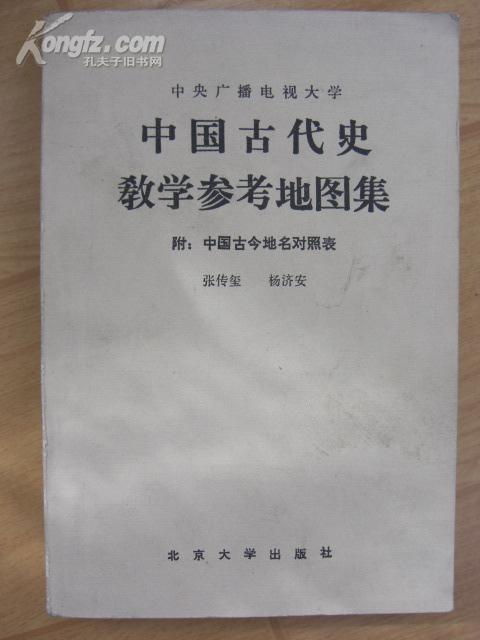 Kongfz.com
孔夫子旧书网
中央广播电视大学
中国古代史
教学参考地图集
附：中国古今地名对照表
张传玺 杨济安
北京大学出版社